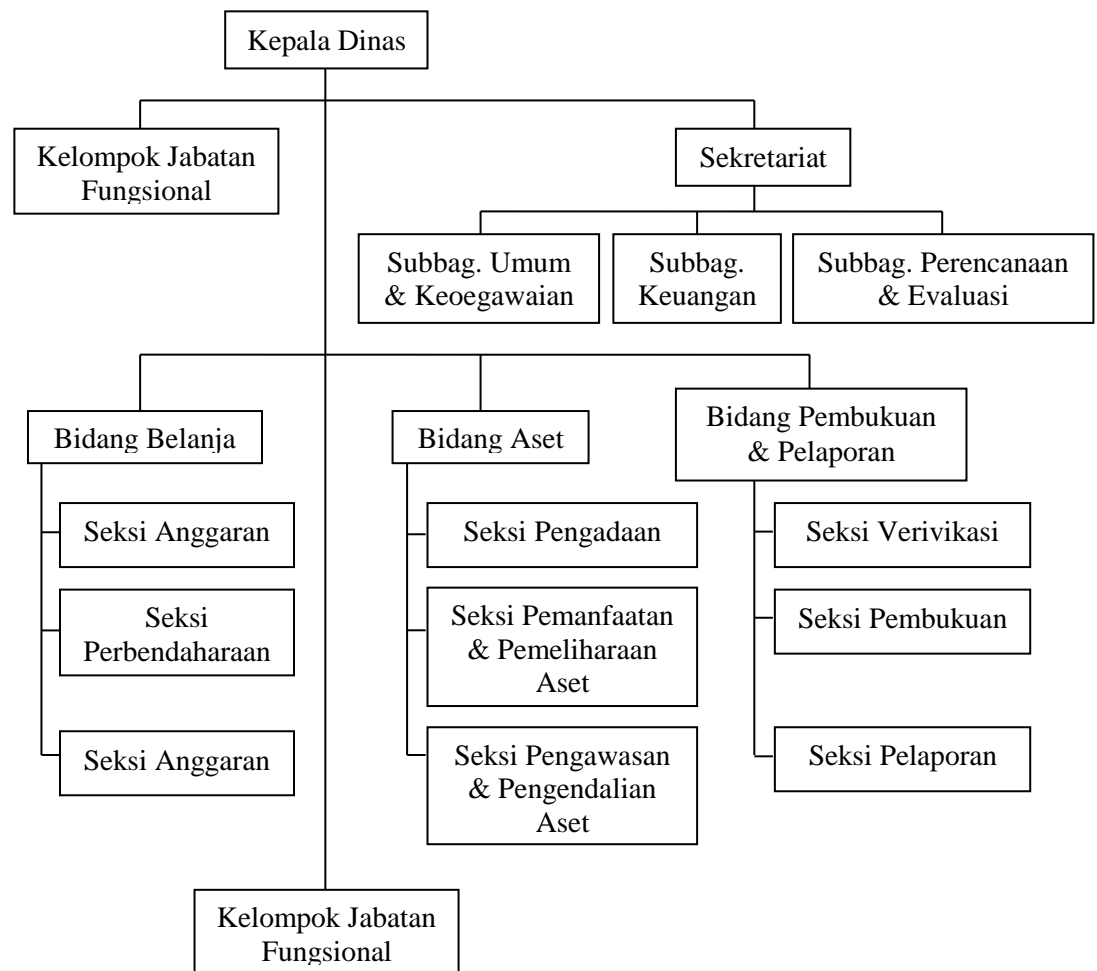 Kepala Dinas
Kelompok Jabatan
Fungsional
Sekretariat
Subbag. Umum
& Keoegawaian
Subbag.
Keuangan
Subbag. Perencanaan
& Evaluasi
Bidang Belanja
Bidang Aset
Bidang Pembukuan
& Pelaporan
Seksi Anggaran
Seksi
Perbendaharaan
Seksi Anggaran
Seksi Pengadaan
Seksi Pemanfaatan
& Pemeliharaan
Aset
Seksi Pengawasan
& Pengendalian
Aset
Seksi Verivikasi
Seksi Pembukuan
Seksi Pelaporan
Kelompok Jabatan
Fungsional